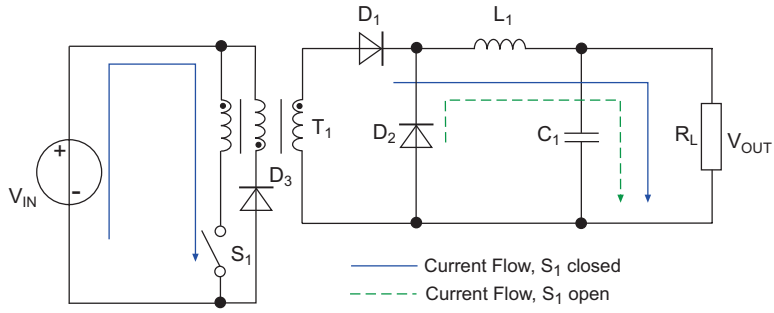 D1
L1
T1
D2
C1
RL
VOUT
+
-
VIN
D3
S1
Current Flow, S1 closed
Current Flow, S1 open